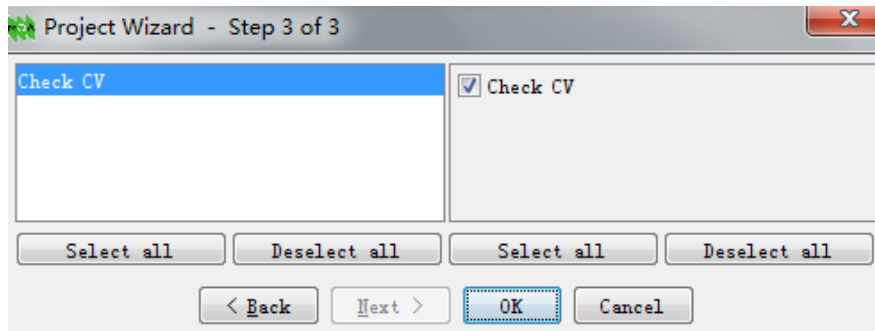 Project Wizard - Step 3 of 3
Check CV
Check CV
Select all Deselect all Select all Deselect all
< Back Next > OK Cancel